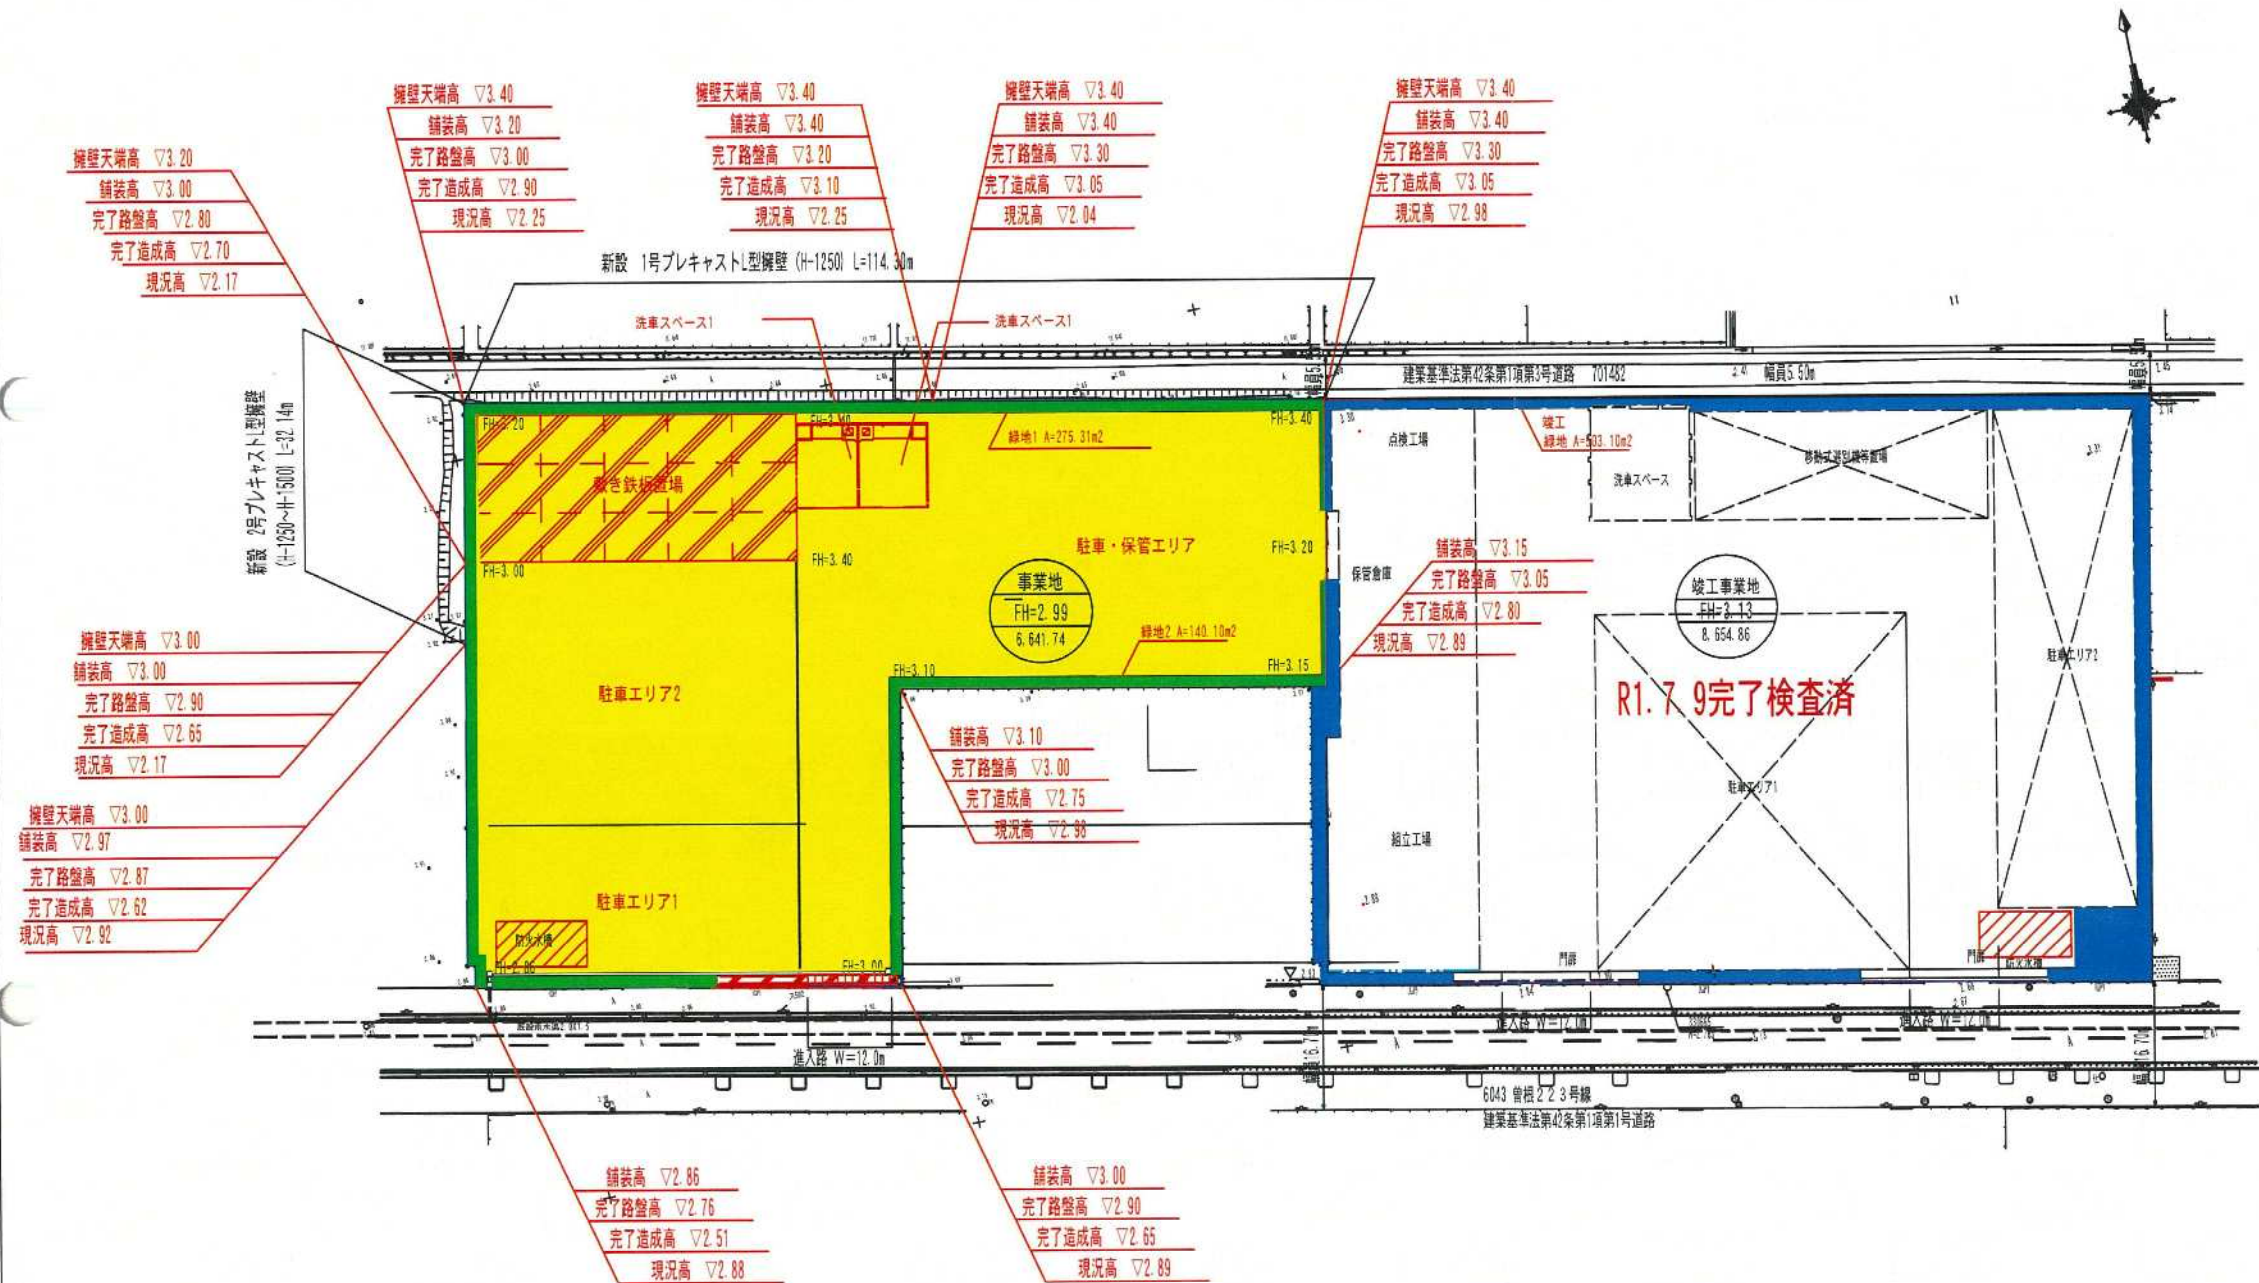 擁壁天端高 ▽3.40
舗装高 ▽3.20
完了路盤高 ▽3.00
完了造成高 ▽2.90
現況高 ▽2.25
擁壁天端高 ▽3.40
舗装高 ▽3.40
完了路盤高 ▽3.20
完了造成高 ▽3.10
現況高 ▽2.25
擁壁天端高 ▽3.40
舗装高 ▽3.40
完了路盤高 ▽3.30
完了造成高 ▽3.05
現況高 ▽2.04
擁壁天端高 ▽3.40
舗装高 ▽3.40
完了路盤高 ▽3.30
完了造成高 ▽3.05
現況高 ▽2.98
擁壁天端高 ▽3.20
舗装高 ▽3.00
完了路盤高 ▽2.80
完了造成高 ▽2.70
現況高 ▽2.17
新設 1号プレキャストL型擁壁 (H-1250) L=114.30m
洗車スペース1
洗車スペース1
新設 2号プレキャストL型擁壁
(H-1250~H-1500) L=32.14m
建築基準法第42条第1項第3号道路 701482
幅員5.50m
FH=3.20
FH=3.40
緑地1 A=275.31m2
敷き鉄板置場
FH=3.00
FH=3.40
駐車・保管エリア
FH=3.20
事業地
FH=2.99
6,641.74
緑地2 A=140.10m2
FH=3.10
FH=3.15
駐車エリア2
駐車エリア1
防火水槽
FH=2.86
FH=3.00
点検工場
竣工
緑地 A=503.10m2
洗車スペース
移動式選別機等置場
保管倉庫
舗装高 ▽3.15
完了路盤高 ▽3.05
完了造成高 ▽2.80
現況高 ▽2.89
竣工事業地
FH=3.13
8,654.86
駐車エリア2
R1.7.9完了検査済
駐車エリア1
組立工場
門扉
門扉
防火水槽
擁壁天端高 ▽3.00
舗装高 ▽3.00
完了路盤高 ▽2.90
完了造成高 ▽2.65
現況高 ▽2.17
擁壁天端高 ▽3.00
舗装高 ▽2.97
完了路盤高 ▽2.87
完了造成高 ▽2.62
現況高 ▽2.92
舗装高 ▽3.10
完了路盤高 ▽3.00
完了造成高 ▽2.75
現況高 ▽2.98
進入路 W=12.0m
進入路 W=12.0m
進入路 W=12.0m
幅員16.70m
幅員16.70m
6043 曽根223号線
建築基準法第42条第1項第1号道路
舗装高 ▽2.86
完了路盤高 ▽2.76
完了造成高 ▽2.51
現況高 ▽2.88
舗装高 ▽3.00
完了路盤高 ▽2.90
完了造成高 ▽2.65
現況高 ▽2.89